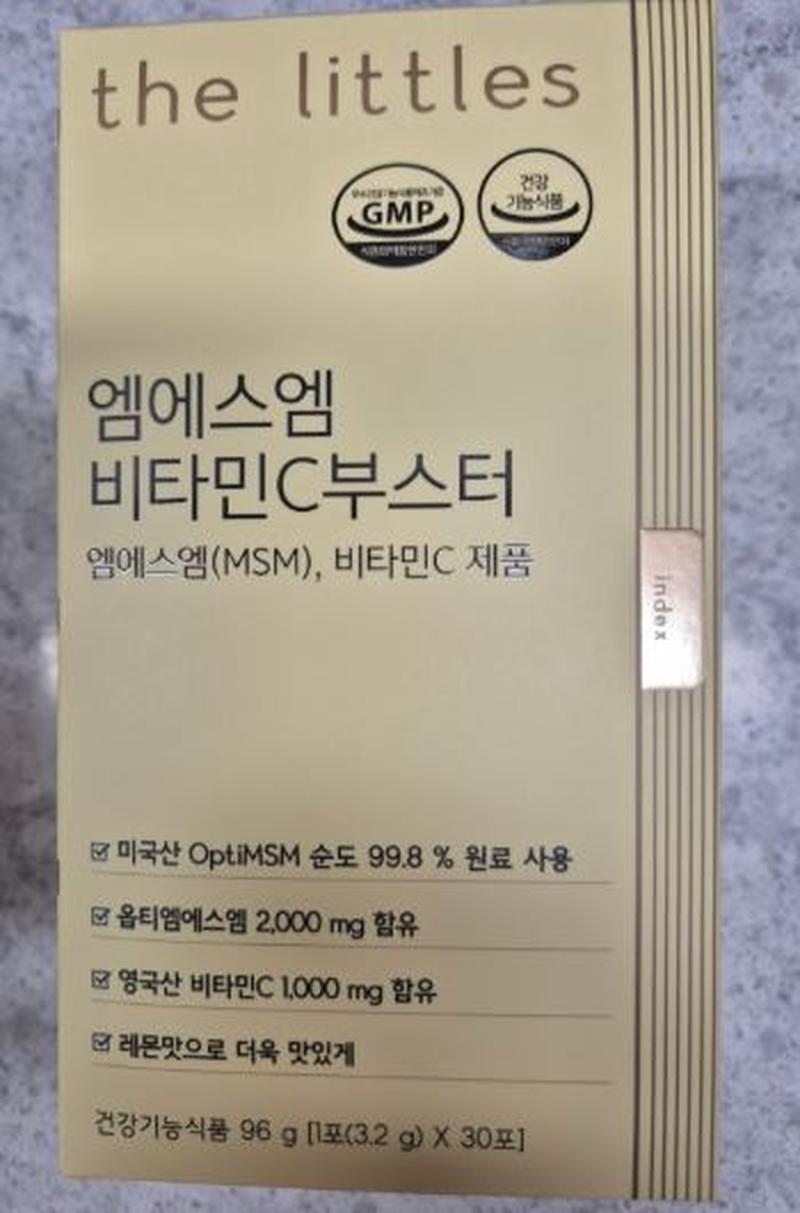 the littles
GMP
건강
기능식품
엠에스엠
비타민C부스터
엠에스엠(MSM), 비타민C 제품
index
미국산 OptiMSM 순도 99.8 % 원료 사용
옵티엠에스엠 2,000 mg 함유
영국산 비타민C 1,000 mg 함유
레몬맛으로 더욱 맛있게
건강기능식품 96 g [1포(3.2 g) X 30포]